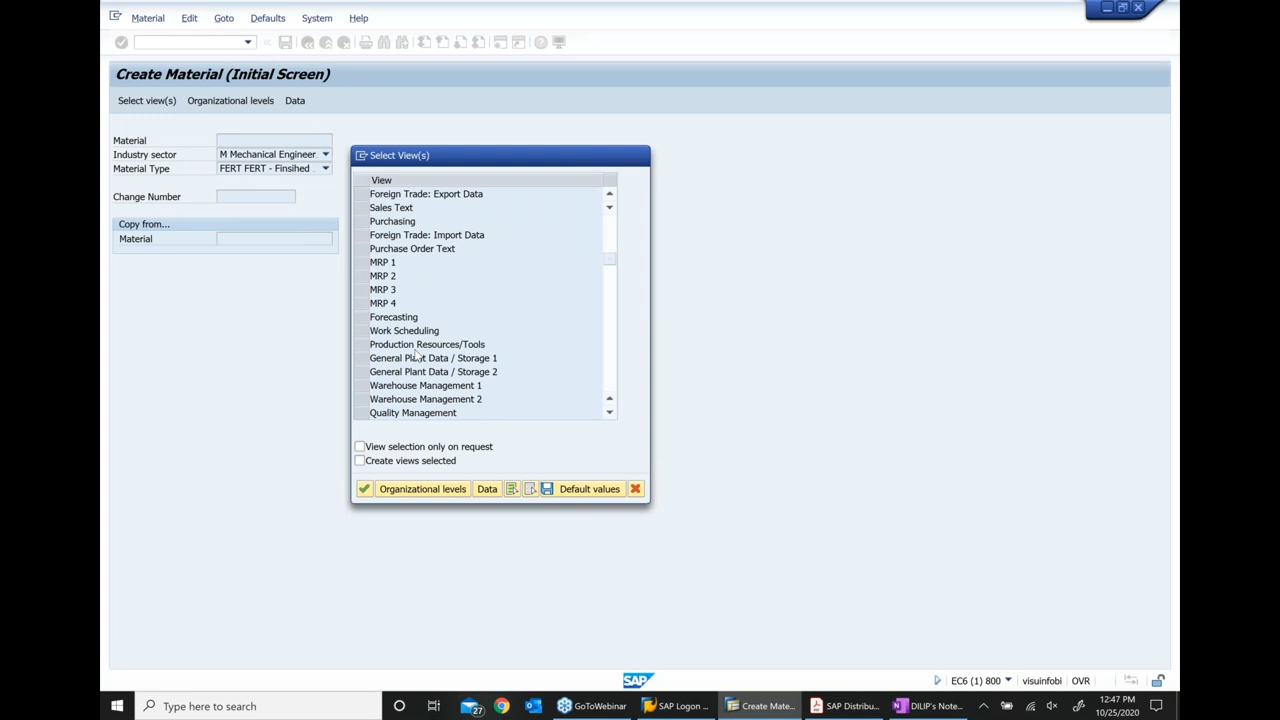 Material Edit Goto Defaults System Help
Create Material (Initial Screen)
Select view(s) Organizational levels Data
Material
Industry sector M Mechanical Engineer
Material Type FERT FERT - Finsihed
Change Number
Copy from...
Material
Select View(s)
View
Foreign Trade: Export Data
Sales Text
Purchasing
Foreign Trade: Import Data
Purchase Order Text
MRP 1
MRP 2
MRP 3
MRP 4
Forecasting
Work Scheduling
Production Resources/Tools
General Plant Data / Storage 1
General Plant Data / Storage 2
Warehouse Management 1
Warehouse Management 2
Quality Management
View selection only on request
Create views selected
Organizational levels Data Default values
SAP EC6 (1) 800 visuinfobi OVR
Type here to search 27 GoToWebinar SAP Logon ... Create Mate... SAP Distribu... DILIP's Note... 12:47 PM
10/25/2020